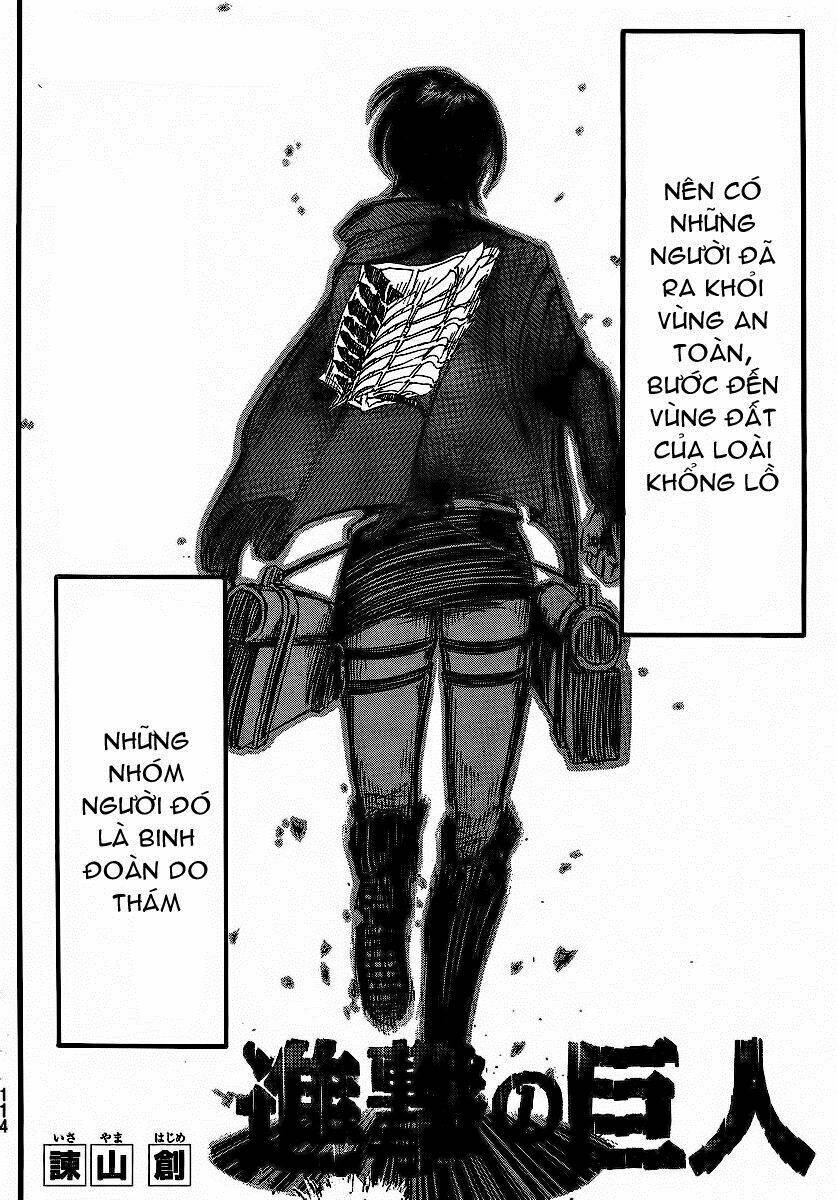 NÊN CÓ
NHỮNG
NGƯỜI ĐÃ
RA KHỎI
VÙNG AN
TOÀN,
BƯỚC ĐẾN
VÙNG ĐẤT
CỦA LOÀI
KHỔNG LỒ
NHỮNG
NHÓM
NGƯỜI ĐÓ
LÀ BINH
ĐOÀN DO
THÁM
進撃の巨人
いさ やま はじめ
諫山創
114